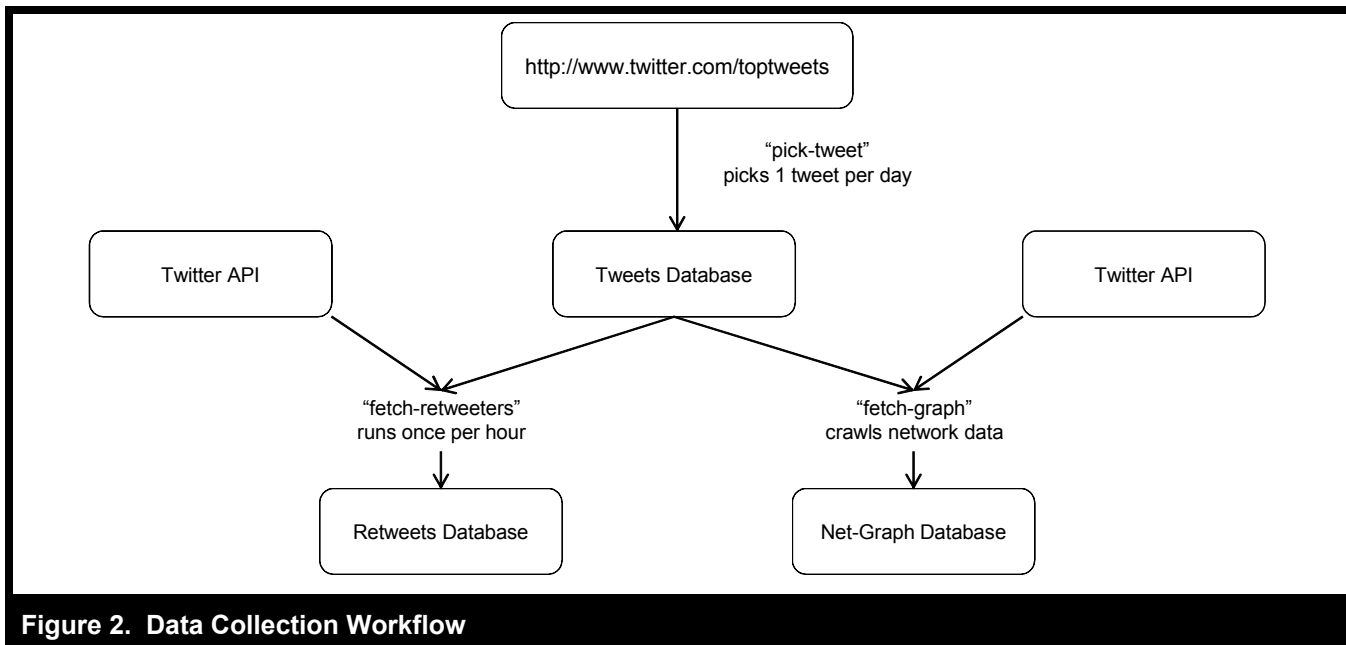 http://www.twitter.com/toptweets
“pick-tweet”
picks 1 tweet per day
Twitter API
Tweets Database
Twitter API
“fetch-retweeters”
runs once per hour
“fetch-graph”
crawls network data
Retweets Database
Net-Graph Database
Figure 2. Data Collection Workflow